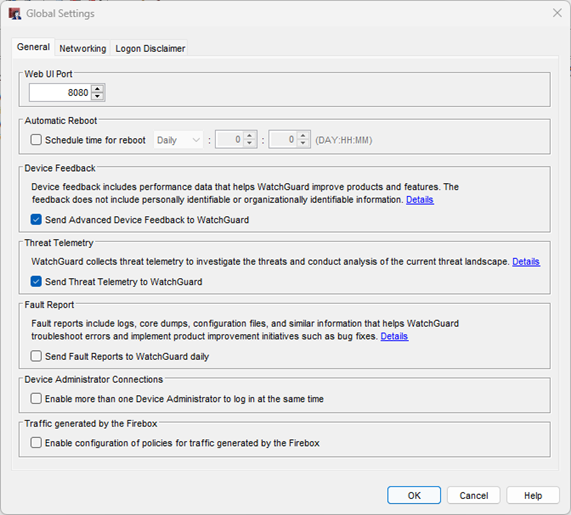 Global Settings
General Networking Logon Disclaimer
Web UI Port
8080
Automatic Reboot
Schedule time for reboot Daily : 0 : 0 (DAY:HH:MM)
Device Feedback
Device feedback includes performance data that helps WatchGuard improve products and features. The
feedback does not include personally identifiable or organizationally identifiable information. Details
Send Advanced Device Feedback to WatchGuard
Threat Telemetry
WatchGuard collects threat telemetry to investigate the threats and conduct analysis of the current threat landscape. Details
Send Threat Telemetry to WatchGuard
Fault Report
Fault reports include logs, core dumps, configuration files, and similar information that helps WatchGuard
troubleshoot errors and implement product improvement initiatives such as bug fixes. Details
Send Fault Reports to WatchGuard daily
Device Administrator Connections
Enable more than one Device Administrator to log in at the same time
Traffic generated by the Firebox
Enable configuration of policies for traffic generated by the Firebox
OK Cancel Help